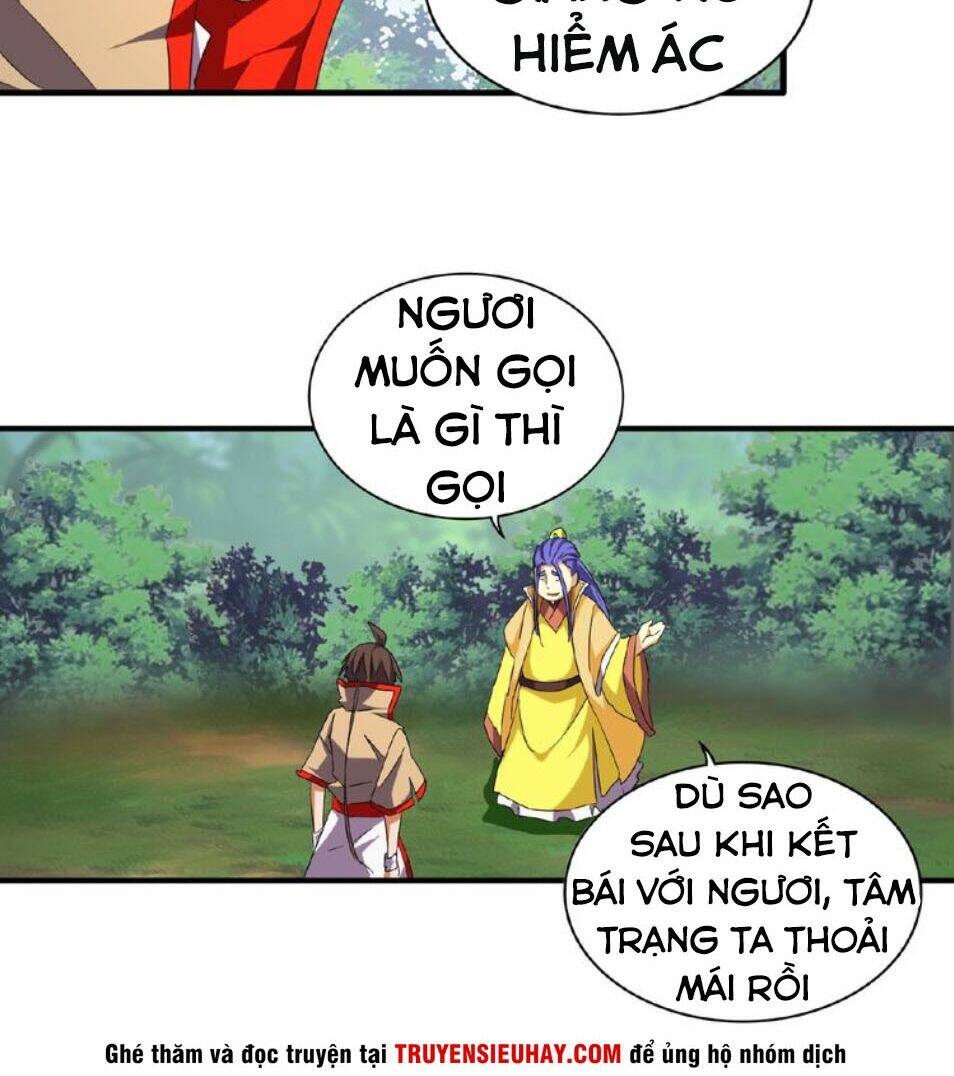 HIỂM ÁC
NGƯƠI
MUỐN GỌI
LÀ GÌ THÌ
GỌI
DÙ SAO
SAU KHI KẾT
BÁI VỚI NGƯƠI, TÂM
TRẠNG TA THOẢI
MÁI RỒI
Ghé thăm và đọc truyện tại TRUYENSIEUHAY.COM để ủng hộ nhóm dịch